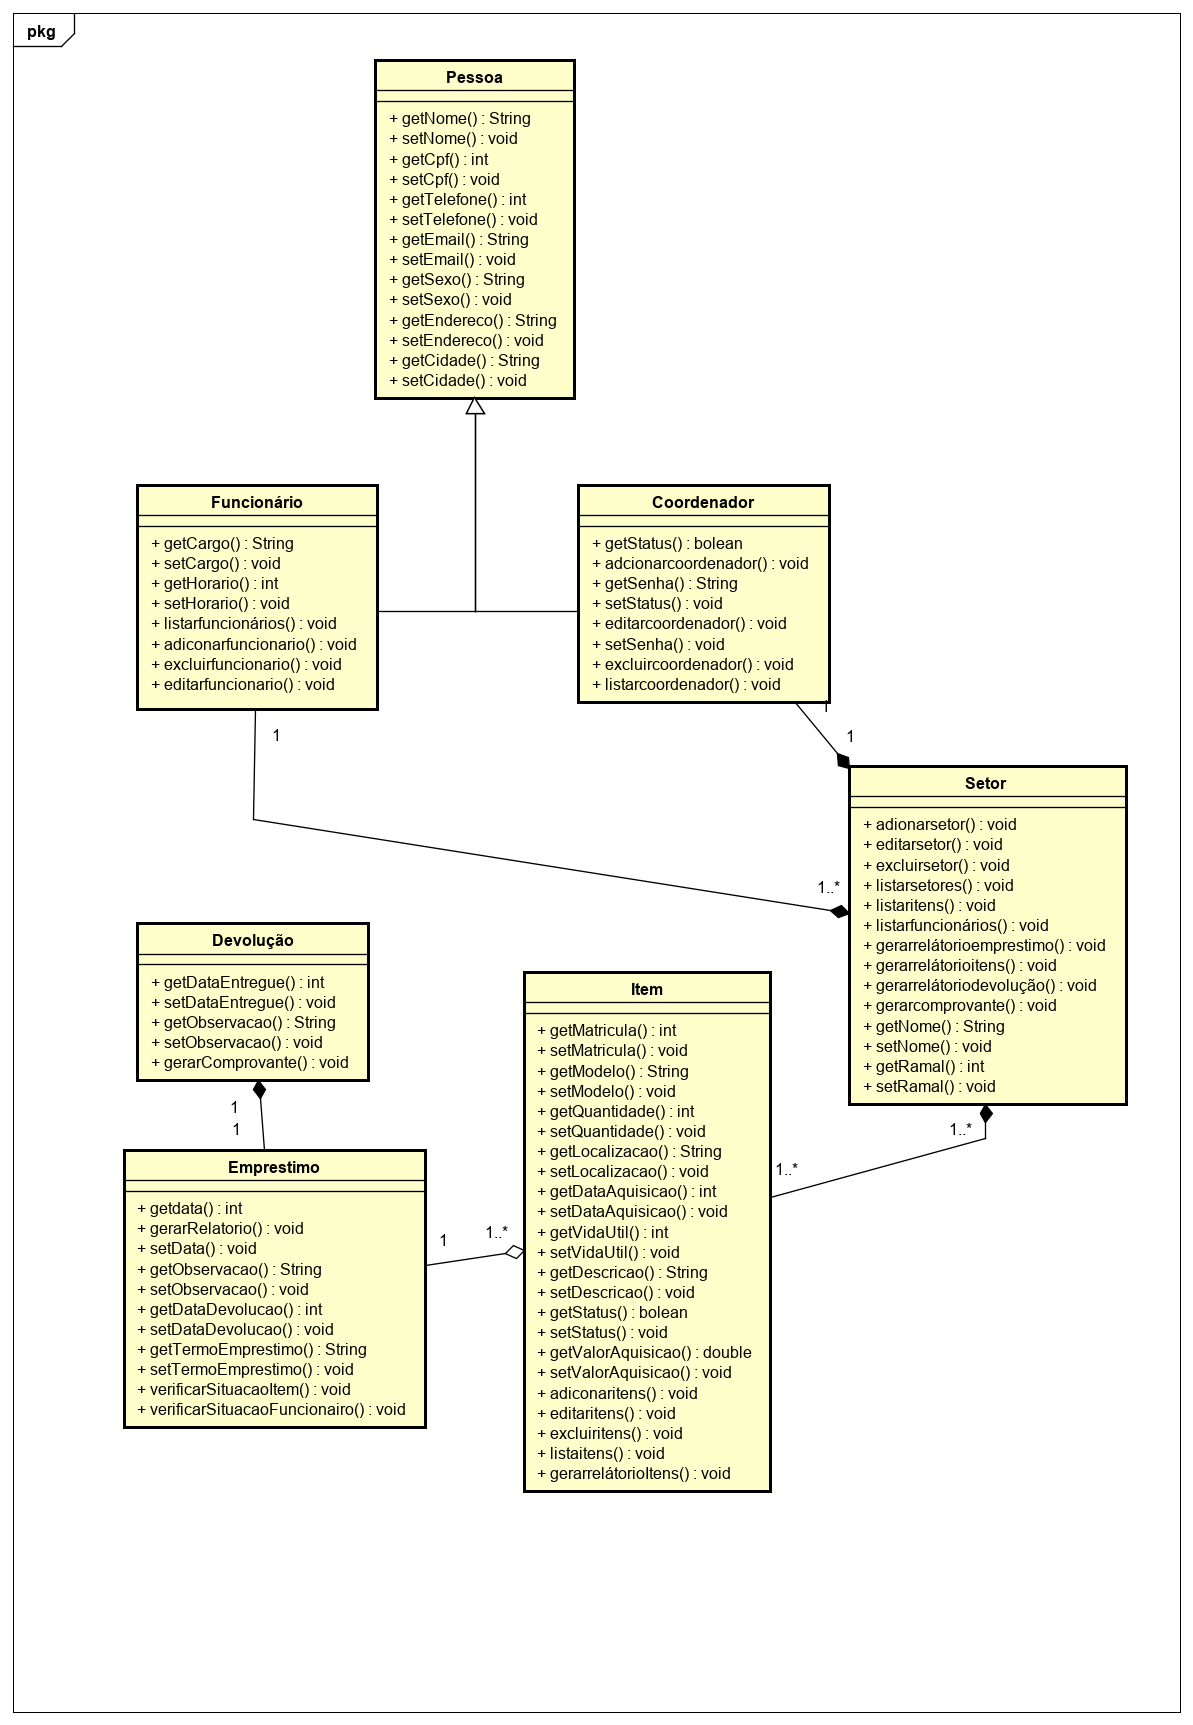 pkg
Pessoa
+ getNome() : String
+ setNome() : void
+ getCpf() : int
+ setCpf() : void
+ getTelefone() : int
+ setTelefone() : void
+ getEmail() : String
+ setEmail() : void
+ getSexo() : String
+ setSexo() : void
+ getEndereco() : String
+ setEndereco() : void
+ getCidade() : String
+ setCidade() : void
Funcionário
+ getCargo() : String
+ setCargo() : void
+ getHorario() : int
+ setHorario() : void
+ listarfuncionários() : void
+ adiconarfuncionario() : void
+ excluirfuncionario() : void
+ editarfuncionario() : void
Coordenador
+ getStatus() : bolean
+ adcionarcoordenador() : void
+ getSenha() : String
+ setStatus() : void
+ editarcoordenador() : void
+ setSenha() : void
+ excluircoordenador() : void
+ listarcoordenador() : void
1
1
Setor
+ adionarsetor() : void
+ editarsetor() : void
+ excluirsetor() : void
+ listarsetores() : void
+ listaritens() : void
+ listarfuncionários() : void
+ gerarrelátorioemprestimo() : void
+ gerarrelátorioitens() : void
+ gerarrelátoriodevolução() : void
+ gerarcomprovante() : void
+ getNome() : String
+ setNome() : void
+ getRamal() : int
+ setRamal() : void
1..*
Devolução
+ getDataEntregue() : int
+ setDataEntregue() : void
+ getObservacao() : String
+ setObservacao() : void
+ gerarComprovante() : void
1
1
Item
+ getMatricula() : int
+ setMatricula() : void
+ getModelo() : String
+ setModelo() : void
+ getQuantidade() : int
+ setQuantidade() : void
+ getLocalizacao() : String
+ setLocalizacao() : void
+ getDataAquisicao() : int
+ setDataAquisicao() : void
+ getVidaUtil() : int
+ setVidaUtil() : void
+ getDescricao() : String
+ setDescricao() : void
+ getStatus() : bolean
+ setStatus() : void
+ getValorAquisicao() : double
+ setValorAquisicao() : void
+ adiconaritens() : void
+ editaritens() : void
+ excluiritens() : void
+ listaitens() : void
+ gerarrelátorioItens() : void
1..*
1..*
Emprestimo
+ getdata() : int
+ gerarRelatorio() : void
+ setData() : void
+ getObservacao() : String
+ setObservacao() : void
+ getDataDevolucao() : int
+ setDataDevolucao() : void
+ getTermoEmprestimo() : String
+ setTermoEmprestimo() : void
+ verificarSituacaoItem() : void
+ verificarSituacaoFuncionairo() : void
1
1..*